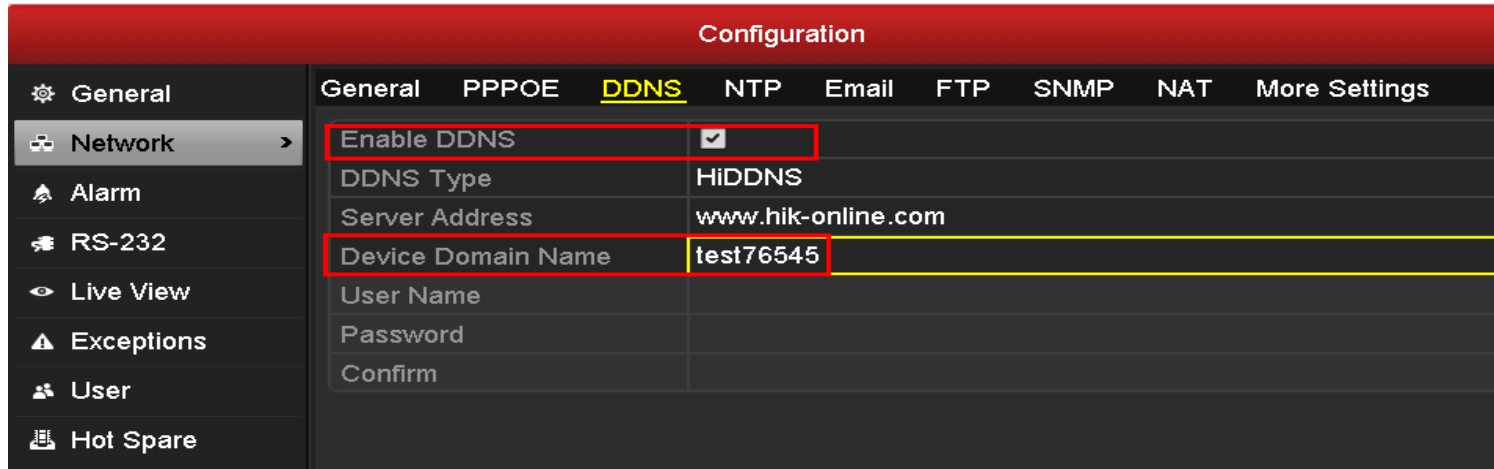 Configuration
General
Network
Alarm
RS-232
Live View
Exceptions
User
Hot Spare
General PPPOE DDNS NTP Email FTP SNMP NAT More Settings
Enable DDNS
DDNS Type HiDDNS
Server Address www.hik-online.com
Device Domain Name test76545
User Name
Password
Confirm